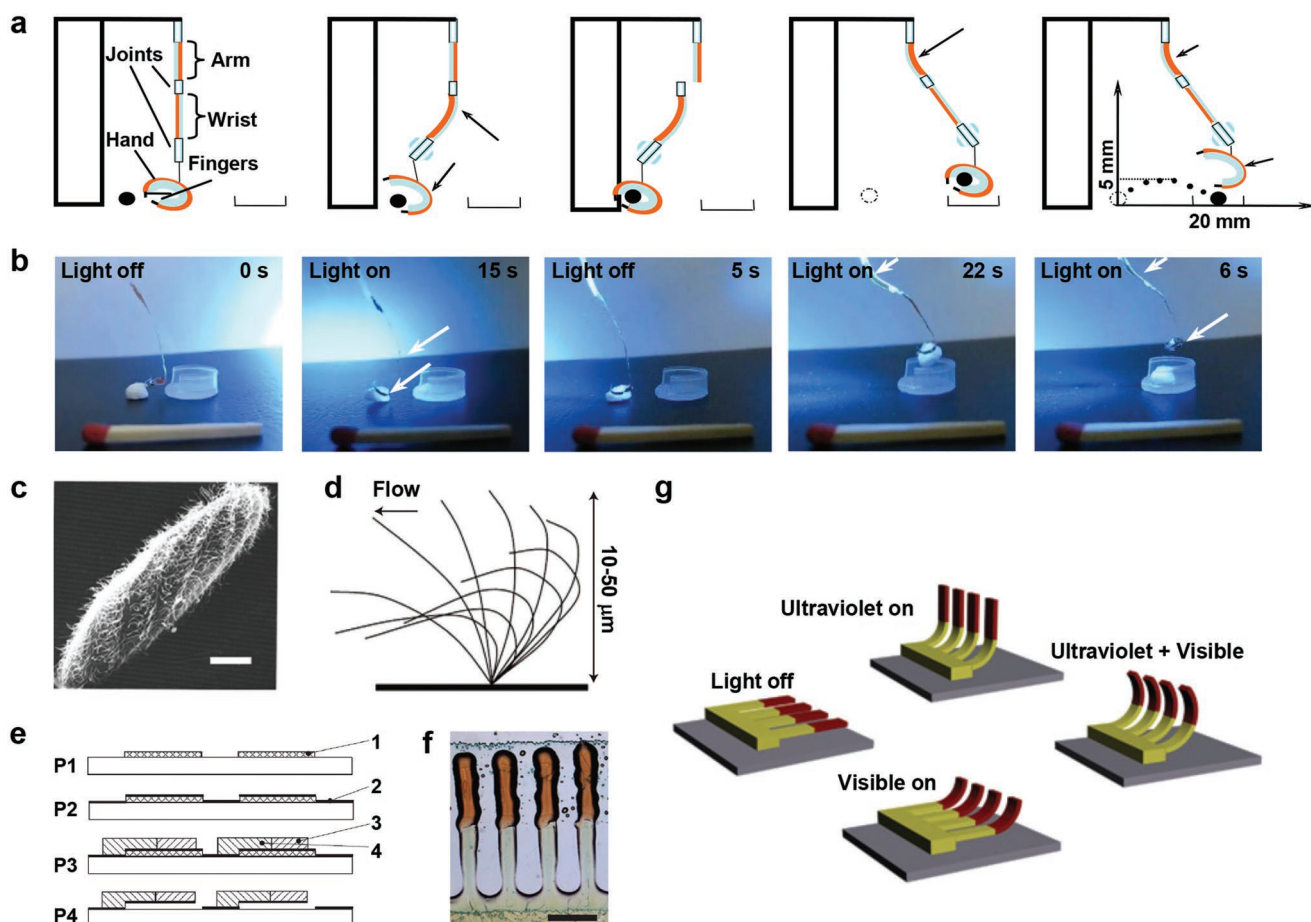 a
Joints
Arm
Wrist
Hand
Fingers
5 mm
20 mm
b
Light off 0 s
Light on 15 s
Light off 5 s
Light on 22 s
Light on 6 s
c
d
Flow
10-50 μm
e
P1
1
P2
2
P3
3
4
P4
f
g
Ultraviolet on
Ultraviolet + Visible
Light off
Visible on